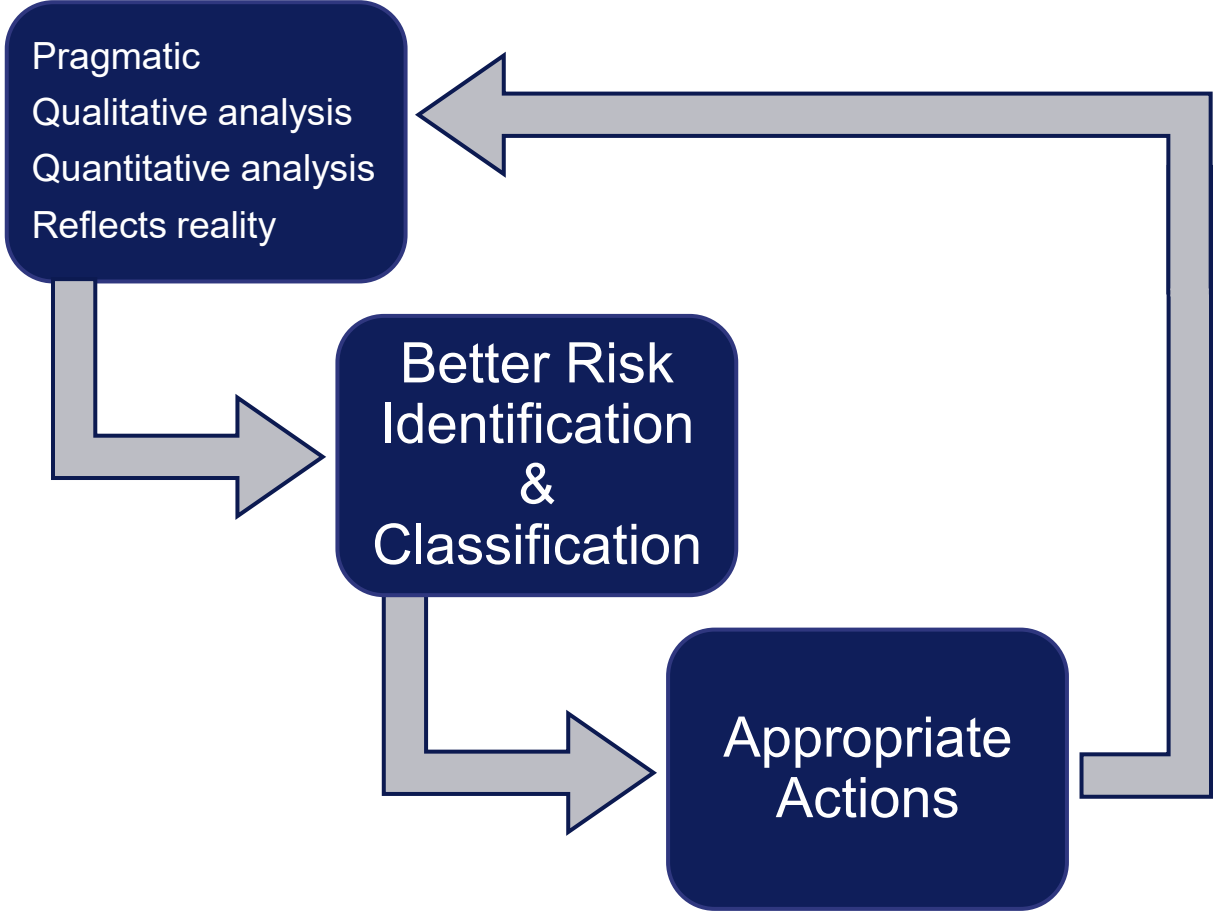 Pragmatic
Qualitative analysis
Quantitative analysis
Reflects reality
Better Risk
Identification
&
Classification
Appropriate
Actions